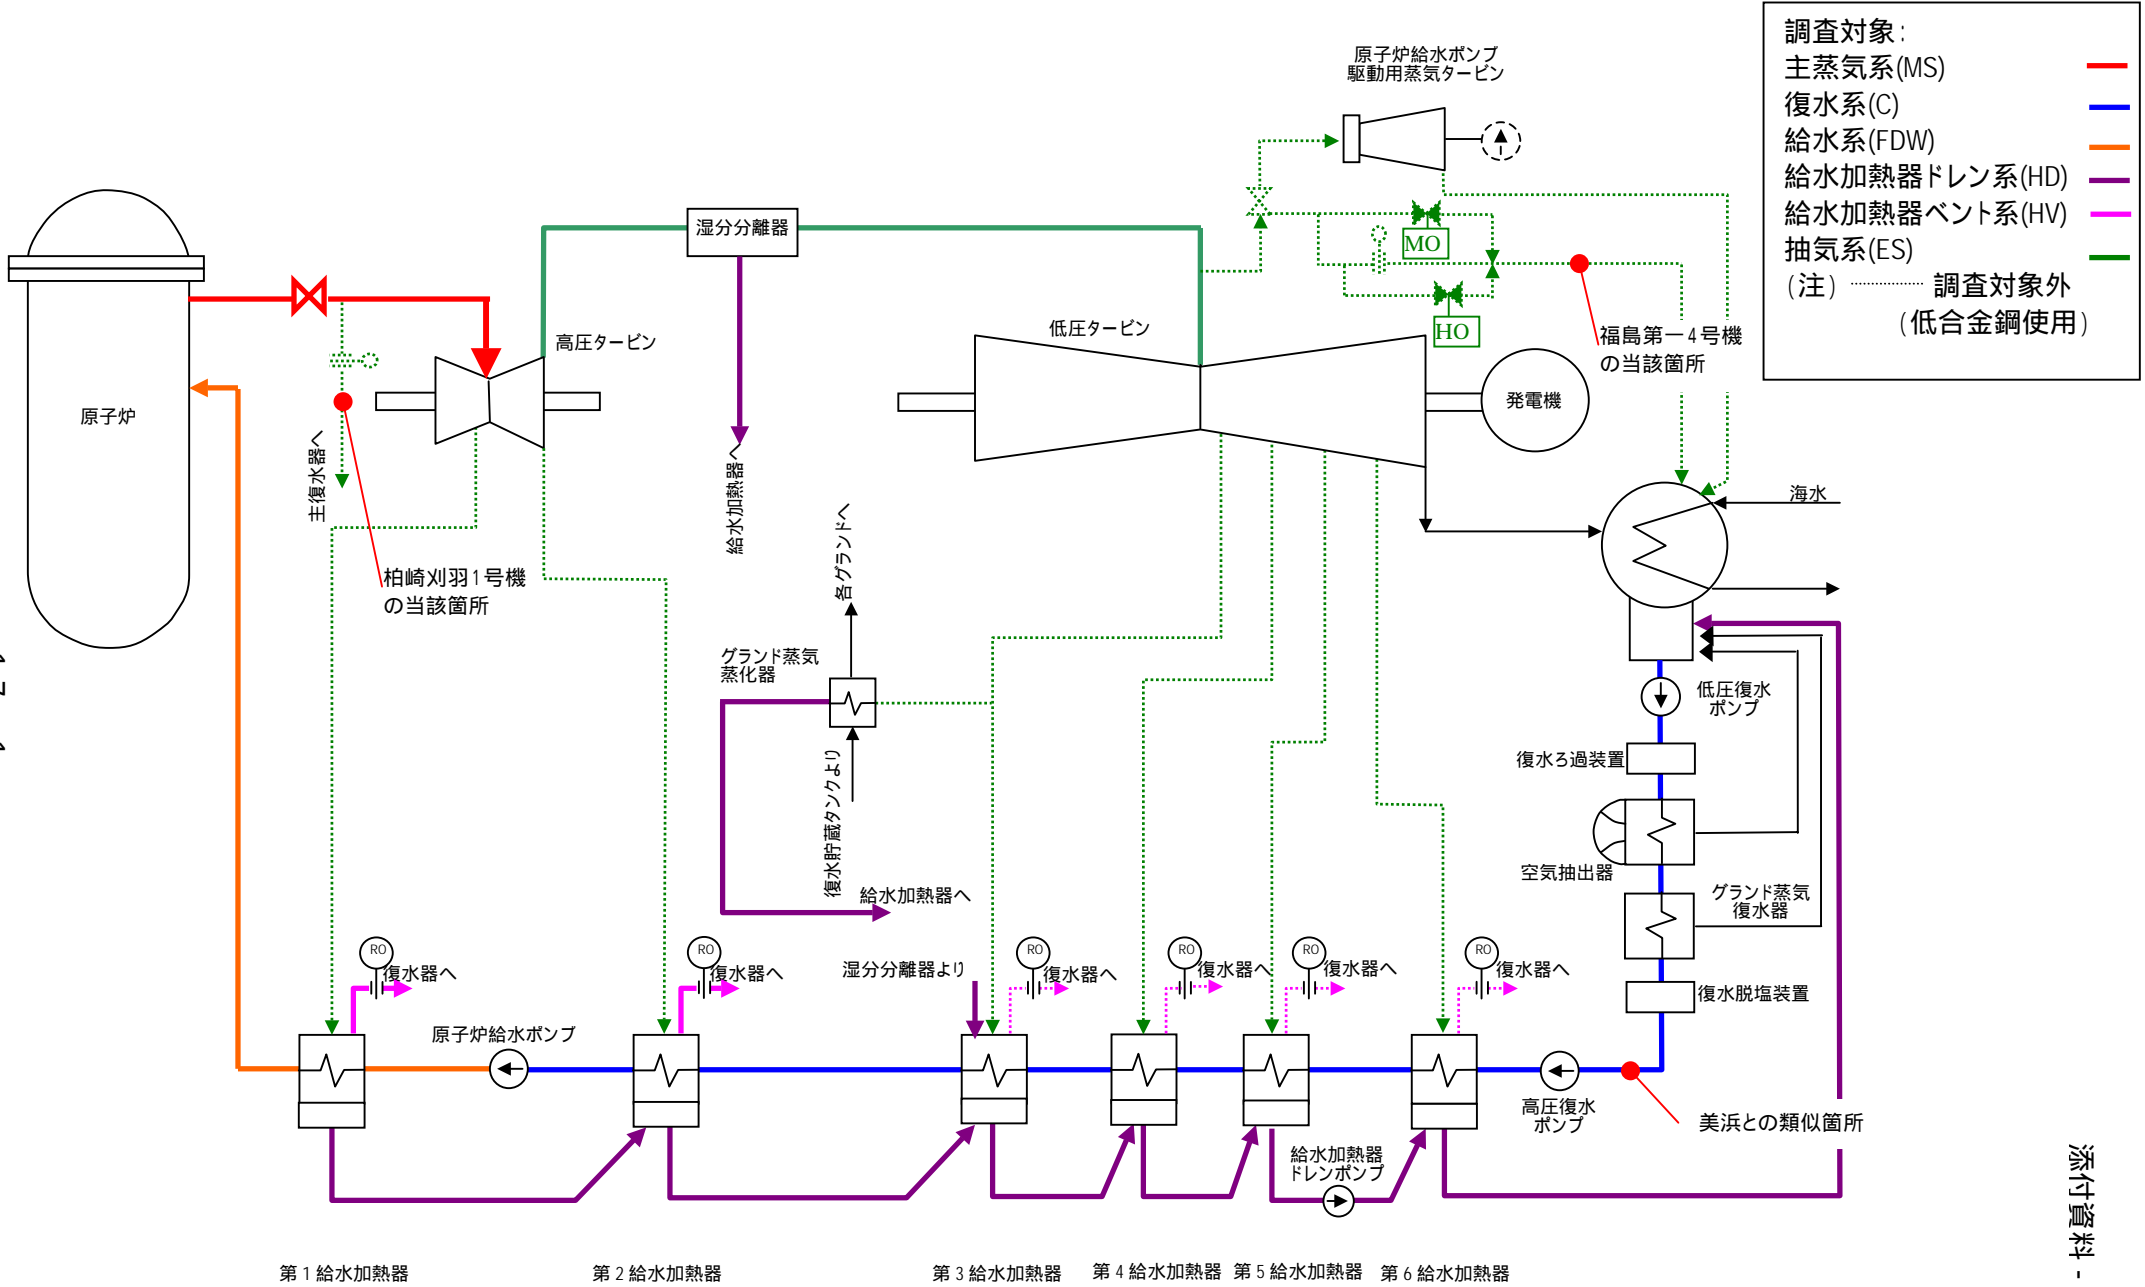 調査対象:
主蒸気系(MS)
復水系(C)
給水系(FDW)
給水加熱器ドレン系(HD)
給水加熱器ベント系(HV)
抽気系(ES)
(注) ………… 調査対象外
(低合金鋼使用)
原子炉給水ポンプ
駆動用蒸気タービン
湿分分離器
MO
HO
低圧タービン
高圧タービン
福島第一4号機
の当該箇所
発電機
原子炉
主復水器へ
給水加熱器へ
海水
各グランドへ
柏崎刈羽1号機
の当該箇所
グランド蒸気
蒸化器
低圧復水
ポンプ
復水ろ過装置
復水貯蔵タンクより
空気抽出器
給水加熱器へ
グランド蒸気
復水器
RO
復水器へ
RO
復水器へ
湿分分離器より
RO
復水器へ
RO
復水器へ
RO
復水器へ
RO
復水器へ
復水脱塩装置
原子炉給水ポンプ
高圧復水
ポンプ
美浜との類似箇所
給水加熱器
ドレンポンプ
添付資料-
第1給水加熱器
第2給水加熱器
第3給水加熱器
第4給水加熱器
第5給水加熱器
第6給水加熱器